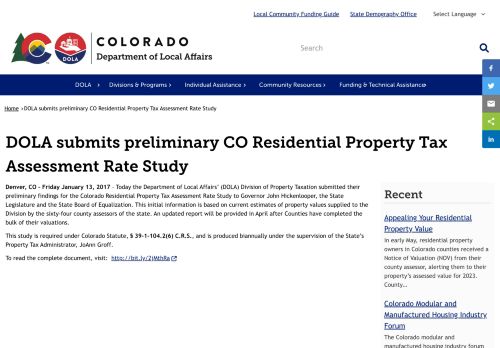 Local Community Funding Guide
State Demography Office
Select Language
COLORADO
Department of Local Affairs
DOLA
Search
DOLA
Divisions & Programs
Individual Assistance
Community Resources
Funding & Technical Assistance
Home › DOLA submits preliminary CO Residential Property Tax Assessment Rate Study
DOLA submits preliminary CO Residential Property Tax
Assessment Rate Study
Denver, CO - Friday January 13, 2017 - Today the Department of Local Affairs' (DOLA) Division of Property Taxation submitted their
preliminary findings for the Colorado Residential Property Tax Assessment Rate Study to Governor John Hickenlooper, the State
Legislature and the State Board of Equalization. This initial information is based on current estimates of property values supplied to the
Division by the sixty-four county assessors of the state. An updated report will be provided in April after Counties have completed the
bulk of their valuations.
This study is required under Colorado Statute, § 39-1-104.2(6) C.R.S., and is produced biannually under the supervision of the State's
Property Tax Administrator, JoAnn Groff.
To read the complete document, visit: http://bit.ly/2jMthRa
Recent
Appealing Your Residential
Property Value
In early May, residential property
owners in Colorado counties received a
Notice of Valuation (NOV) from their
county assessor, alerting them to their
property's assessed value for 2023.
County...
Colorado Modular and
Manufactured Housing Industry
Forum
The Colorado modular and
manufactured housing industry forum